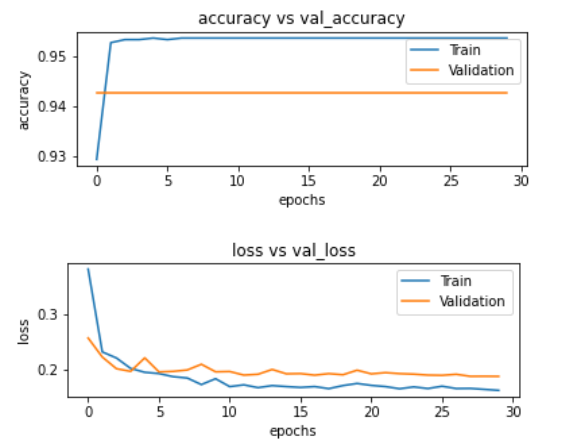 accuracy vs val_accuracy
Train
Validation
0.95
0.94
0.93
accuracy
0 5 10 15 20 25 30
epochs
loss vs val_loss
Train
Validation
0.3
0.2
loss
0 5 10 15 20 25 30
epochs